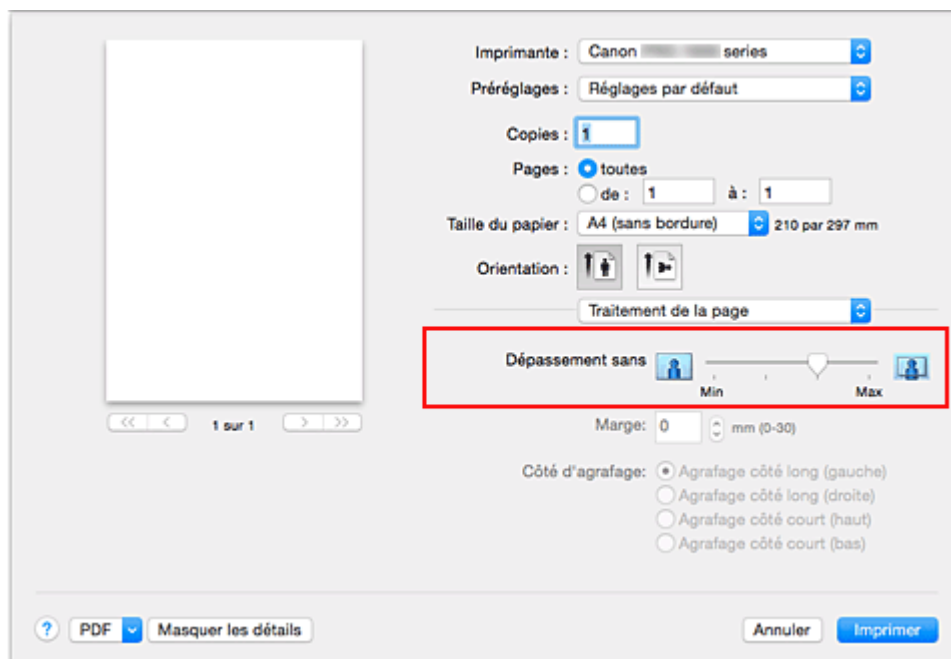 Imprimante : Canon series
Préréglages : Réglages par défaut
Copies : 1
Pages : toutes
de : 1 à : 1
Taille du papier : A4 (sans bordure) 210 par 297 mm
Orientation :
Traitement de la page
Dépassement sans
Min Max
<< < 1 sur 1 > >>
Marge: 0 mm (0-30)
Côté d'agrafage: Agrafage côté long (gauche)
Agrafage côté long (droite)
Agrafage côté court (haut)
Agrafage côté court (bas)
? PDF Masquer les détails Annuler Imprimer